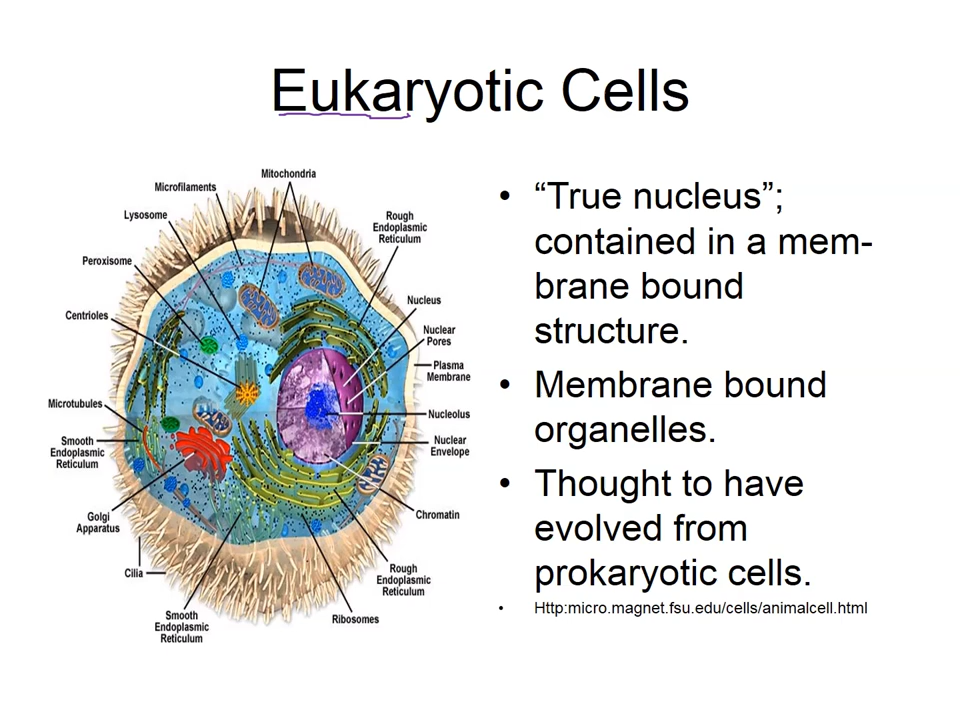 Eukaryotic Cells
Mitochondria
Microfilaments
Lysosome
Rough
Endoplasmic
Reticulum
Peroxisome
Nucleus
Centrioles
Nuclear
Pores
Plasma
Membrane
Microtubules
Nucleolus
Smooth
Endoplasmic
Reticulum
Nuclear
Envelope
Golgi
Apparatus
Chromatin
Cilia
Rough
Endoplasmic
Reticulum
Smooth
Endoplasmic
Reticulum
Ribosomes
• “True nucleus”;
contained in a mem-
brane bound
structure.
• Membrane bound
organelles.
• Thought to have
evolved from
prokaryotic cells.
• Http:micro.magnet.fsu.edu/cells/animalcell.html